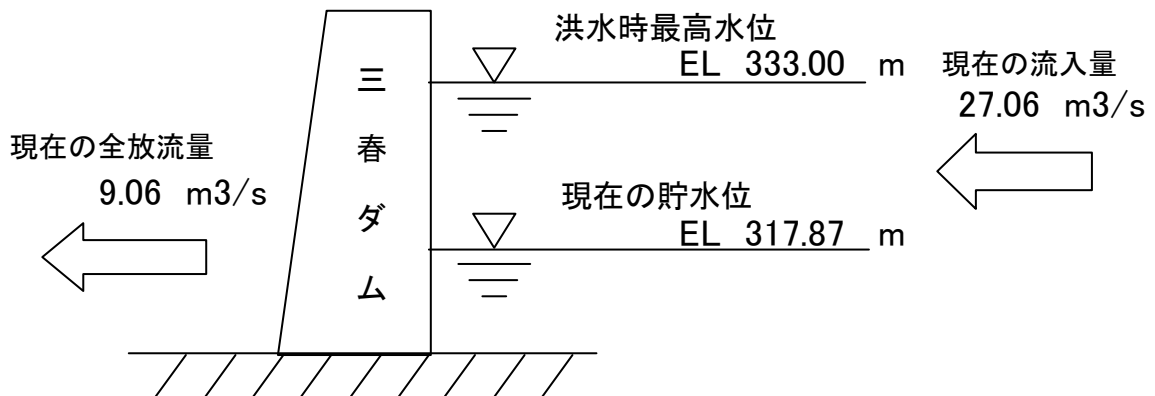 洪水時最高水位
EL 333.00 m
現在の流入量
27.06 m3/s
三春ダム
現在の全放流量
9.06 m3/s
現在の貯水位
EL 317.87 m